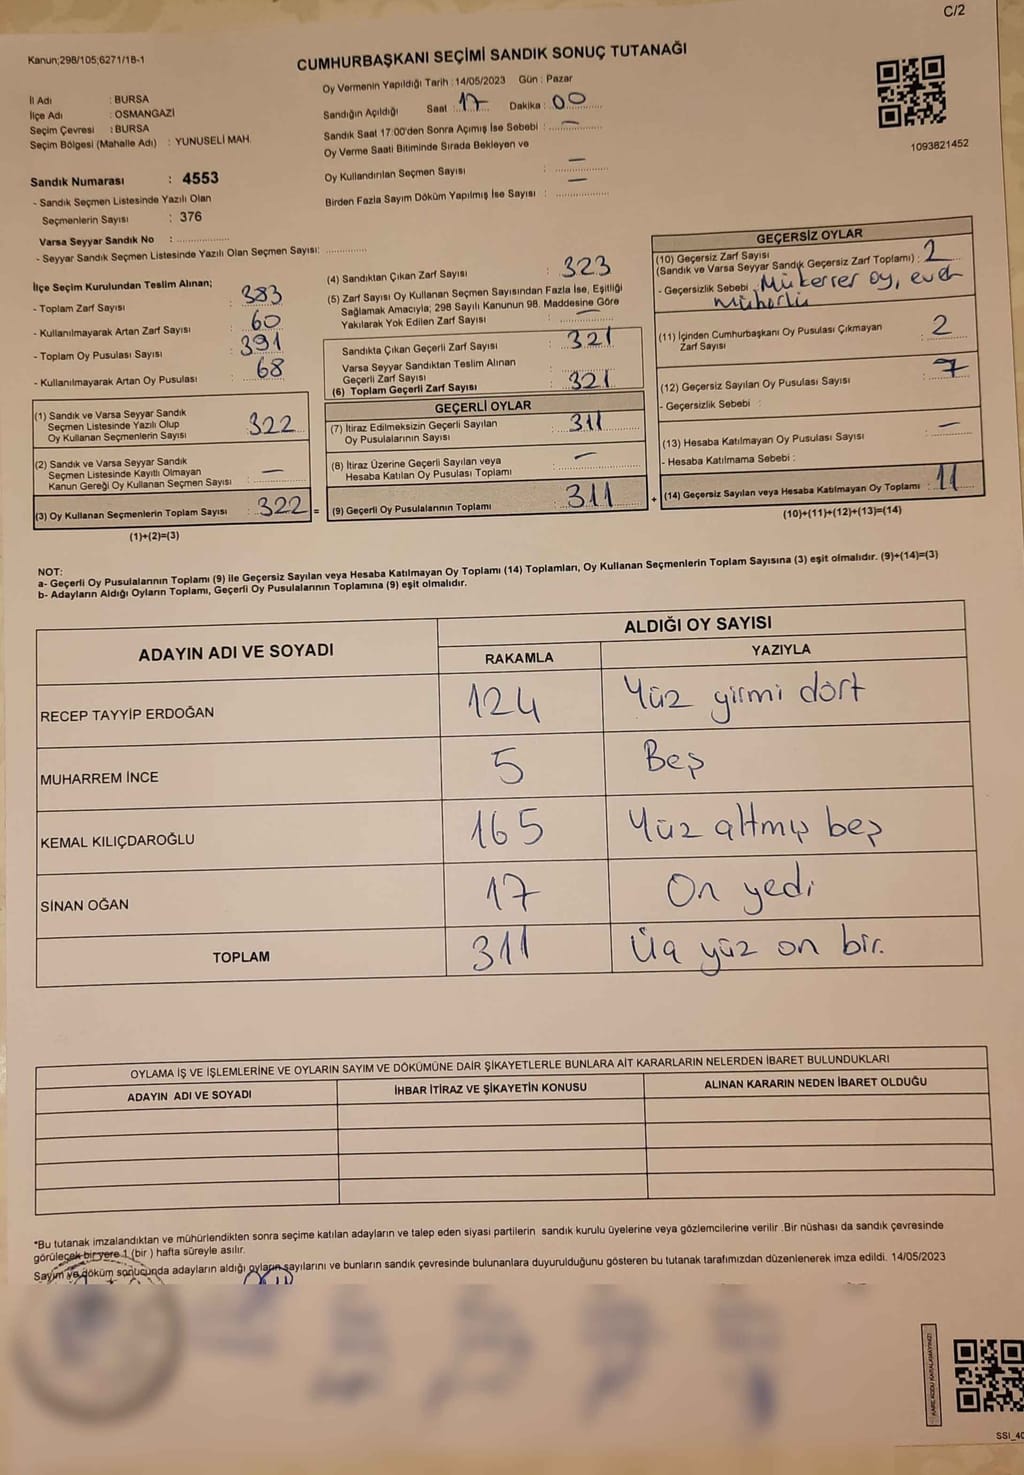 C/2
Kanun;298/105;6271/18-1
CUMHURBAŞKANI SEÇİMİ SANDIK SONUÇ TUTANAĞI
İl Adı : BURSA
İlçe Adı : OSMANGAZİ
Seçim Çevresi : BURSA
Seçim Bölgesi (Mahalle Adı) : YUNUSELİ MAH.
Sandık Numarası : 4553
- Sandık Seçmen Listesinde Yazılı Olan
Seçmenlerin Sayısı : 376
Varsa Seyyar Sandık No : ................
- Seyyar Sandık Seçmen Listesinde Yazılı Olan Seçmen Sayısı: ............
Oy Vermenin Yapıldığı Tarih : 14/05/2023 Gün : Pazar
Sandığın Açıldığı Saat : 17 Dakika : 00
Sandık Saat 17:00'den Sonra Açımış İse Sebebi : —
Oy Verme Saati Bitiminde Sırada Bekleyen ve
Oy Kullandırılan Seçmen Sayısı : —
Birden Fazla Sayım Döküm Yapılmış İse Sayısı : —
1093821452
İlçe Seçim Kurulundan Teslim Alınan;
- Toplam Zarf Sayısı : 383
- Kullanılmayarak Artan Zarf Sayısı : 60
- Toplam Oy Pusulası Sayısı : 391
- Kullanılmayarak Artan Oy Pusulası : 68
(1) Sandık ve Varsa Seyyar Sandık
Seçmen Listesinde Yazılı Olup
Oy Kullanan Seçmenlerin Sayısı : 322
(2) Sandık ve Varsa Seyyar Sandık
Seçmen Listesinde Kayıtlı Olmayan
Kanun Gereği Oy Kullanan Seçmen Sayısı : —
(3) Oy Kullanan Seçmenlerin Toplam Sayısı : 322 =
(1)+(2)=(3)
(4) Sandıktan Çıkan Zarf Sayısı : 323
(5) Zarf Sayısı Oy Kullanan Seçmen Sayısından Fazla İse, Eşitliği
Sağlamak Amacıyla; 298 Sayılı Kanunun 98. Maddesine Göre
Yakılarak Yok Edilen Zarf Sayısı : —
Sandıkta Çıkan Geçerli Zarf Sayısı : 321
Varsa Seyyar Sandıktan Teslim Alınan
Geçerli Zarf Sayısı :
(6) Toplam Geçerli Zarf Sayısı : 321
GEÇERLİ OYLAR
(7) İtiraz Edilmeksizin Geçerli Sayılan
Oy Pusulalarının Sayısı : 311
(8) İtiraz Üzerine Geçerli Sayılan veya
Hesaba Katılan Oy Pusulası Toplamı : —
(9) Geçerli Oy Pusulalarının Toplamı : 311 +
GEÇERSİZ OYLAR
(10) Geçersiz Zarf Sayısı
(Sandık ve Varsa Seyyar Sandık Geçersiz Zarf Toplamı) : 2
- Geçersizlik Sebebi : Mükerrer oy, evet
mühürlü
(11) İçinden Cumhurbaşkanı Oy Pusulası Çıkmayan
Zarf Sayısı : 2
(12) Geçersiz Sayılan Oy Pusulası Sayısı : 7
- Geçersizlik Sebebi :
(13) Hesaba Katılmayan Oy Pusulası Sayısı : —
- Hesaba Katılmama Sebebi :
(14) Geçersiz Sayılan veya Hesaba Katılmayan Oy Toplamı : 11
(10)+(11)+(12)+(13)=(14)
NOT:
a- Geçerli Oy Pusulalarının Toplamı (9) ile Geçersiz Sayılan veya Hesaba Katılmayan Oy Toplamı (14) Toplamları, Oy Kullanan Seçmenlerin Toplam Sayısına (3) eşit olmalıdır. (9)+(14)=(3)
b- Adayların Aldığı Oyların Toplamı, Geçerli Oy Pusulalarının Toplamına (9) eşit olmalıdır.
ADAYIN ADI VE SOYADI ALDIĞI OY SAYISI
RAKAMLA YAZIYLA
RECEP TAYYİP ERDOĞAN 124 Yüz yirmi dört
MUHARREM İNCE 5 Beş
KEMAL KILIÇDAROĞLU 165 Yüz altmış beş
SİNAN OĞAN 17 On yedi
TOPLAM 311 Üç yüz on bir.
OYLAMA İŞ VE İŞLEMLERİNE VE OYLARIN SAYIM VE DÖKÜMÜNE DAİR ŞİKAYETLERLE BUNLARA AİT KARARLARIN NELERDEN İBARET BULUNDUKLARI
ADAYIN ADI VE SOYADI İHBAR İTİRAZ VE ŞİKAYETİN KONUSU ALINAN KARARIN NEDEN İBARET OLDUĞU
*Bu tutanak imzalandıktan ve mühürlendikten sonra seçime katılan adayların ve talep eden siyasi partilerin sandık kurulu üyelerine veya gözlemcilerine verilir .Bir nüshası da sandık çevresinde
görülecek bir yere 1 (bir ) hafta süreyle asılır.
Sayım ve döküm sonucunda adayların aldığı oyların sayılarını ve bunların sandık çevresinde bulunanlara duyurulduğunu gösteren bu tutanak tarafımızdan düzenlenerek imza edildi. 14/05/2023
KARE KODU KARALAMAYINIZ!
SSI_40